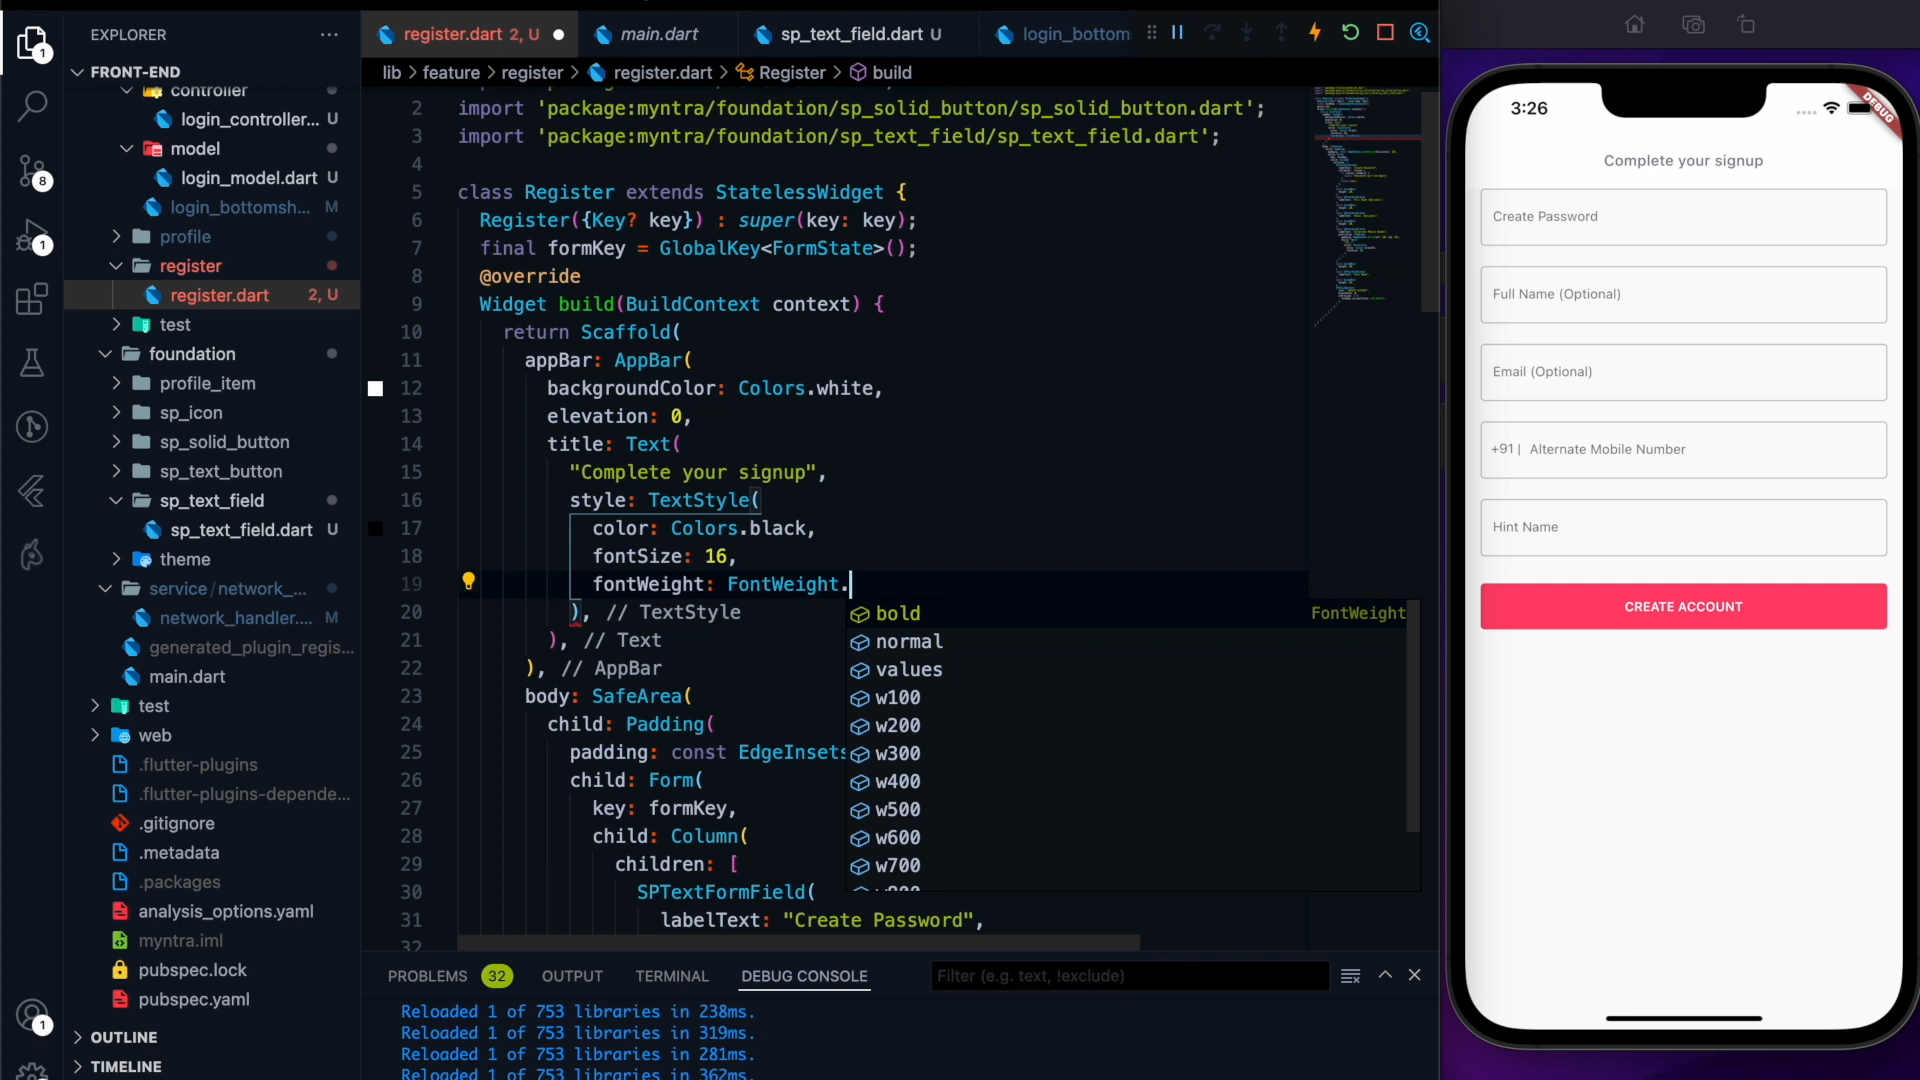 EXPLORER
FRONT-END
controller
login_controller... U
model
login_model.dart U
login_bottomsh... M
profile
register
register.dart 2, U
test
foundation
profile_item
sp_icon
sp_solid_button
sp_text_button
sp_text_field
sp_text_field.dart U
theme
service/network_...
network_handler.... M
generated_plugin_regis...
main.dart
test
web
.flutter-plugins
.flutter-plugins-depende...
.gitignore
.metadata
.packages
analysis_options.yaml
myntra.iml
pubspec.lock
pubspec.yaml
OUTLINE
TIMELINE
1
8
1
1
register.dart 2, U
main.dart
sp_text_field.dart U
login_bottom
lib > feature > register > register.dart > Register > build
2 import 'package:myntra/foundation/sp_solid_button/sp_solid_button.dart';
3 import 'package:myntra/foundation/sp_text_field/sp_text_field.dart';
4
5 class Register extends StatelessWidget {
6 Register({Key? key}) : super(key: key);
7 final formKey = GlobalKey<FormState>();
8 @override
9 Widget build(BuildContext context) {
10 return Scaffold(
11 appBar: AppBar(
12 backgroundColor: Colors.white,
13 elevation: 0,
14 title: Text(
15 "Complete your signup",
16 style: TextStyle(
17 color: Colors.black,
18 fontSize: 16,
19 fontWeight: FontWeight.
20 ), // TextStyle
21 ), // Text
22 ), // AppBar
23 body: SafeArea(
24 child: Padding(
25 padding: const EdgeInsets
26 child: Form(
27 key: formKey,
28 child: Column(
29 children: [
30 SPTextFormField(
31 labelText: "Create Password",
32
bold FontWeight
normal
values
w100
w200
w300
w400
w500
w600
w700
w800
PROBLEMS 32 OUTPUT TERMINAL DEBUG CONSOLE Filter (e.g. text, !exclude)
Reloaded 1 of 753 libraries in 238ms.
Reloaded 1 of 753 libraries in 319ms.
Reloaded 1 of 753 libraries in 281ms.
Reloaded 1 of 753 libraries in 362ms.
3:26
DEBUG
Complete your signup
Create Password
Full Name (Optional)
Email (Optional)
+91 | Alternate Mobile Number
Hint Name
CREATE ACCOUNT